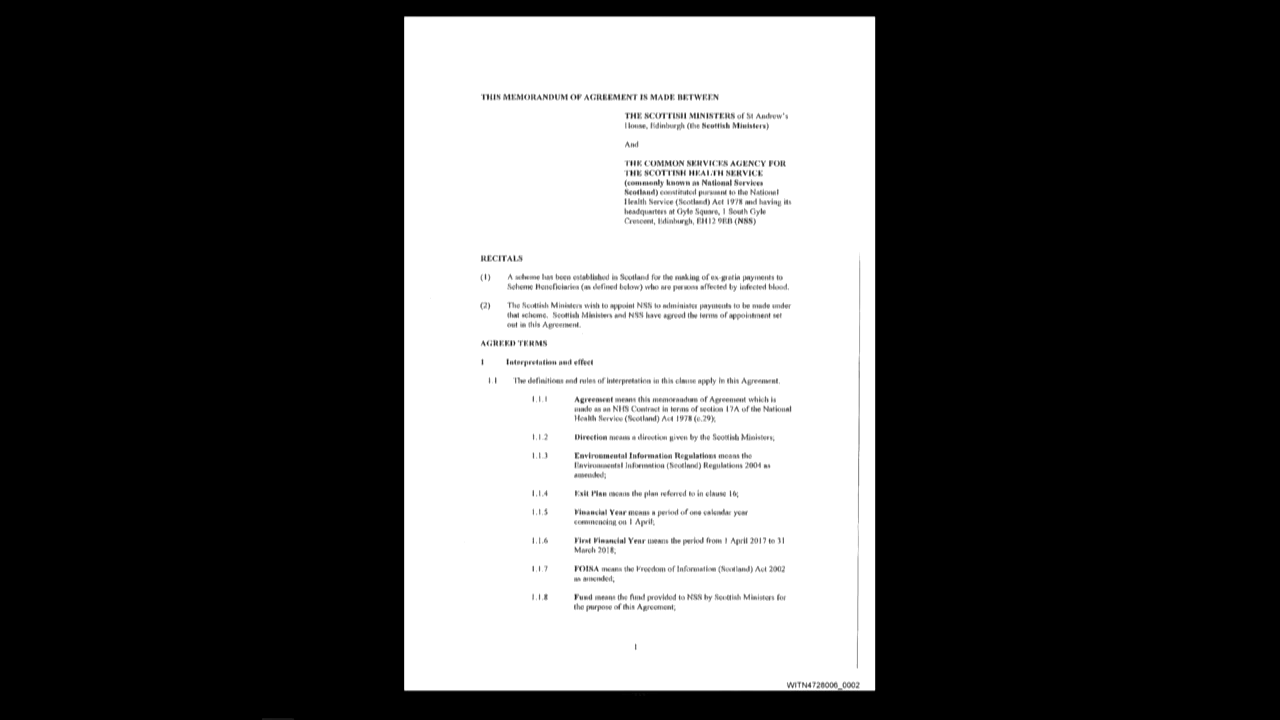 THIS MEMORANDUM OF AGREEMENT IS MADE BETWEEN
THE SCOTTISH MINISTERS of St Andrew's
House, Edinburgh (the Scottish Ministers)
And
THE COMMON SERVICES AGENCY FOR
THE SCOTTISH HEALTH SERVICE
(commonly known as National Services
Scotland) constituted pursuant to the National
Health Service (Scotland) Act 1978 and having its
headquarters at Gyle Square, 1 South Gyle
Crescent, Edinburgh, EH12 9EB (NSS)
RECITALS
(1) A scheme has been established in Scotland for the making of ex-gratia payments to
Scheme Beneficiaries (as defined below) who are persons affected by infected blood.
(2) The Scottish Ministers wish to appoint NSS to administer payments to be made under
that scheme. Scottish Ministers and NSS have agreed the terms of appointment set
out in this Agreement.
AGREED TERMS
1 Interpretation and effect
1.1 The definitions and rules of interpretation in this clause apply in this Agreement.
1.1.1 Agreement means this memorandum of Agreement which is
made as an NHS Contract in terms of section 17A of the National
Health Service (Scotland) Act 1978 (c.29);
1.1.2 Direction means a direction given by the Scottish Ministers;
1.1.3 Environmental Information Regulations means the
Environmental Information (Scotland) Regulations 2004 as
amended;
1.1.4 Exit Plan means the plan referred to in clause 16;
1.1.5 Financial Year means a period of one calendar year
commencing on 1 April;
1.1.6 First Financial Year means the period from 1 April 2017 to 31
March 2018;
1.1.7 FOISA means the Freedom of Information (Scotland) Act 2002
as amended;
1.1.8 Fund means the fund provided to NSS by Scottish Ministers for
the purpose of this Agreement;
1
WITN4728006_0002